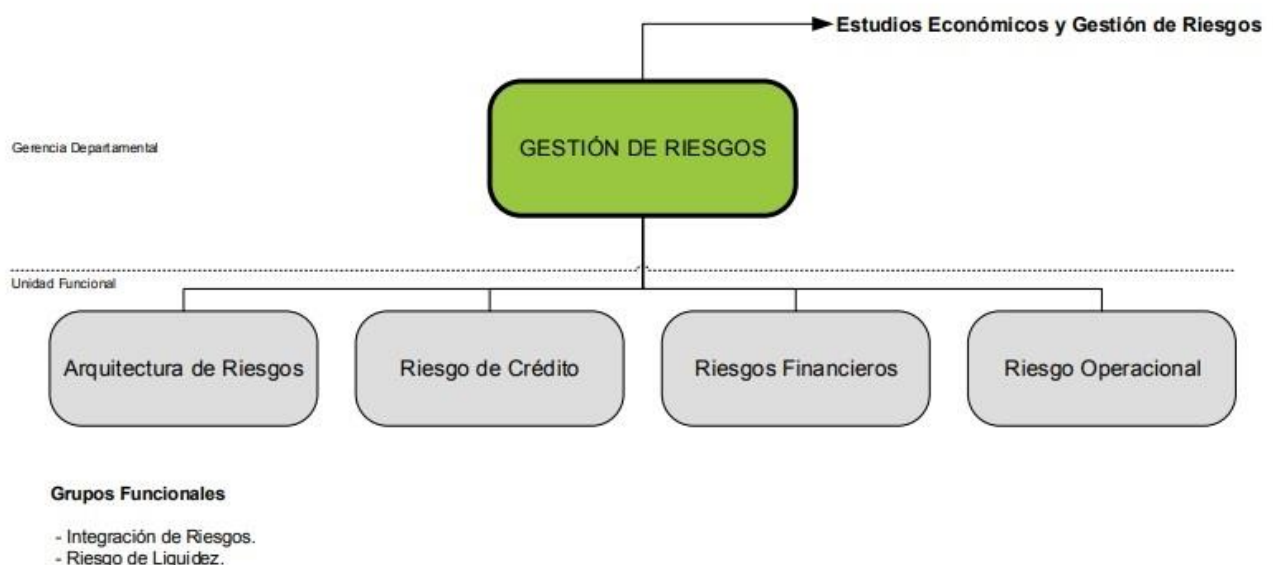 Estudios Económicos y Gestión de Riesgos
GESTIÓN DE RIESGOS
Gerencia Departamental
Unidad Funcional
Arquitectura de Riesgos
Riesgo de Crédito
Riesgos Financieros
Riesgo Operacional
Grupos Funcionales
- Integración de Riesgos.
- Riesgo de Liquidez.